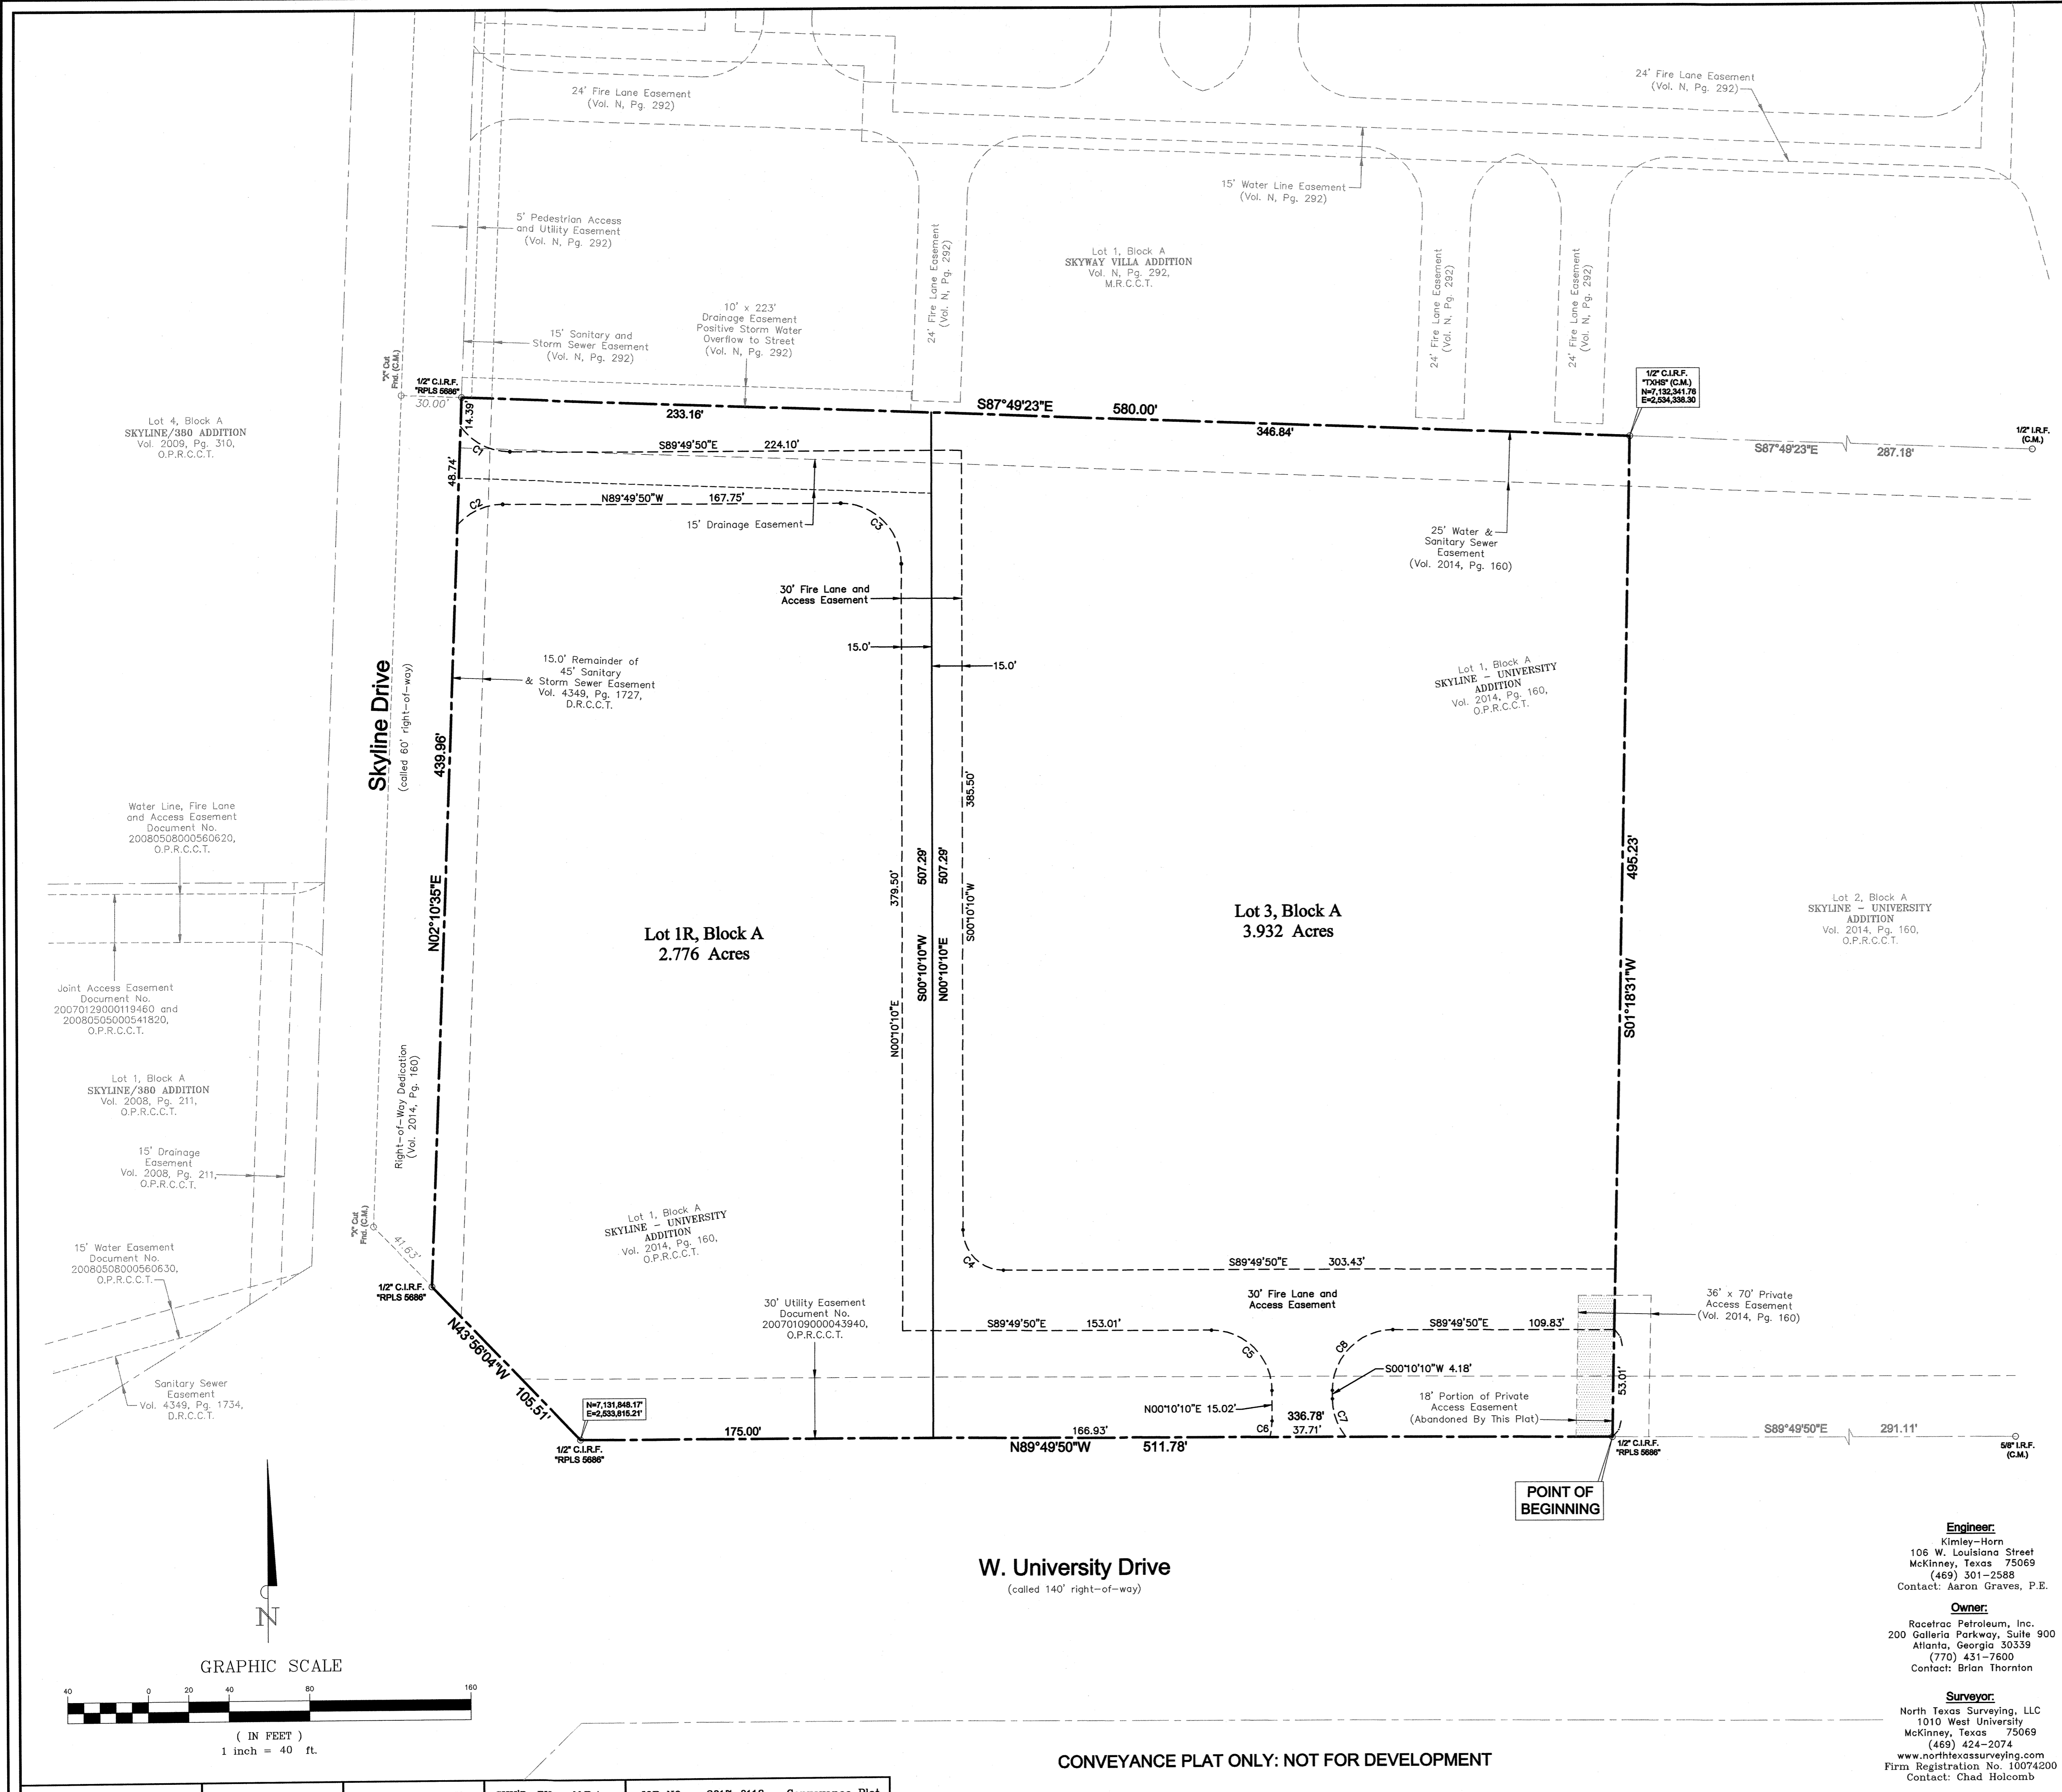 24' Fire Lane Easement
(Vol. N, Pg. 292)
24' Fire Lane Easement
(Vol. N, Pg. 292)
15' Water Line Easement
(Vol. N, Pg. 292)
5' Pedestrian Access
and Utility Easement
(Vol. N, Pg. 292)
24' Fire Lane Easement
(Vol. N, Pg. 292)
Lot 1, Block A
SKYWAY VILLA ADDITION
Vol. N, Pg. 292,
M.R.C.C.T.
24' Fire Lane Easement
(Vol. N, Pg. 292)
24' Fire Lane Easement
(Vol. N, Pg. 292)
10' x 223'
Drainage Easement
Positive Storm Water
Overflow to Street
(Vol. N, Pg. 292)
15' Sanitary and
Storm Sewer Easement
(Vol. N, Pg. 292)
"X" Cut
Fnd. (C.M.)
1/2" C.I.R.F.
"RPLS 5686"
30.00'
14.39'
233.16'
S87°49'23"E 580.00'
346.84'
1/2" C.I.R.F.
"TXHS" (C.M.)
N=7,132,341.76
E=2,534,338.30
1/2" I.R.F.
(C.M.)
S87°49'23"E 287.18'
Lot 4, Block A
SKYLINE/380 ADDITION
Vol. 2009, Pg. 310,
O.P.R.C.C.T.
S89°49'50"E 224.10'
C1
48.74'
C2
N89°49'50"W 167.75'
C3
15' Drainage Easement
25' Water &
Sanitary Sewer
Easement
(Vol. 2014, Pg. 160)
30' Fire Lane and
Access Easement
15.0'
15.0'
15.0' Remainder of
45' Sanitary
& Storm Sewer Easement
Vol. 4349, Pg. 1727,
D.R.C.C.T.
Lot 1, Block A
SKYLINE - UNIVERSITY
ADDITION
Vol. 2014, Pg. 160,
O.P.R.C.C.T.
Skyline Drive
(called 60' right-of-way)
439.96'
N02°10'35"E
385.50'
S00°10'10"W
379.50'
N00°10'10"E
S00°10'10"W 507.29'
N00°10'10"E 507.29'
495.23'
S01°18'31"W
Water Line, Fire Lane
and Access Easement
Document No.
20080508000560620,
O.P.R.C.C.T.
Lot 1R, Block A
2.776 Acres
Lot 3, Block A
3.932 Acres
Lot 2, Block A
SKYLINE - UNIVERSITY
ADDITION
Vol. 2014, Pg. 160,
O.P.R.C.C.T.
Joint Access Easement
Document No.
20070129000119460 and
20080505000541820,
O.P.R.C.C.T.
Right-of-Way Dedication
(Vol. 2014, Pg. 160)
Lot 1, Block A
SKYLINE/380 ADDITION
Vol. 2008, Pg. 211,
O.P.R.C.C.T.
15' Drainage
Easement
Vol. 2008, Pg. 211,
O.P.R.C.C.T.
"X" Cut
Fnd. (C.M.)
41.63'
Lot 1, Block A
SKYLINE - UNIVERSITY
ADDITION
Vol. 2014, Pg. 160,
O.P.R.C.C.T.
15' Water Easement
Document No.
20080508000560630,
O.P.R.C.C.T.
1/2" C.I.R.F.
"RPLS 5686"
C4
S89°49'50"E 303.43'
30' Utility Easement
Document No.
20070109000043940,
O.P.R.C.C.T.
30' Fire Lane and
Access Easement
36' x 70' Private
Access Easement
(Vol. 2014, Pg. 160)
N43°56'04"W 105.51'
S89°49'50"E 153.01'
C5
C8
S89°49'50"E 109.83'
S00°10'10"W 4.18'
53.01'
Sanitary Sewer
Easement
Vol. 4349, Pg. 1734,
D.R.C.C.T.
N=7,131,848.17'
E=2,533,815.21'
N00°10'10"E 15.02'
18' Portion of Private
Access Easement
(Abandoned By This Plat)
336.78'
C7
175.00'
166.93'
C6
37.71'
N89°49'50"W 511.78'
1/2" C.I.R.F.
"RPLS 5686"
1/2" C.I.R.F.
"RPLS 5686"
S89°49'50"E 291.11'
5/8" I.R.F.
(C.M.)
POINT OF
BEGINNING
W. University Drive
(called 140' right-of-way)
Engineer:
Kimley-Horn
106 W. Louisiana Street
McKinney, Texas 75069
(469) 301-2588
Contact: Aaron Graves, P.E.
Owner:
Racetrac Petroleum, Inc.
200 Galleria Parkway, Suite 900
Atlanta, Georgia 30339
(770) 431-7600
Contact: Brian Thornton
Surveyor:
North Texas Surveying, LLC
1010 West University
McKinney, Texas 75069
(469) 424-2074
www.northtexassurveying.com
Firm Registration No. 10074200
Contact: Chad Holcomb
N
GRAPHIC SCALE
40 0 20 40 80 160
( IN FEET )
1 inch = 40 ft.
CONVEYANCE PLAT ONLY: NOT FOR DEVELOPMENT